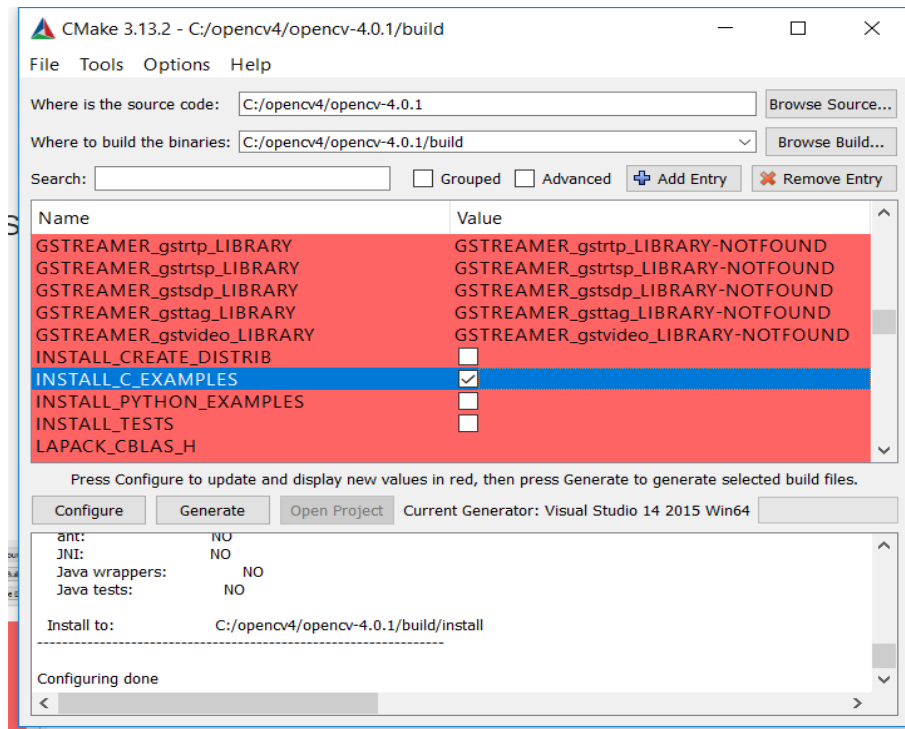 CMake 3.13.2 - C:/opencv4/opencv-4.0.1/build
File Tools Options Help
Where is the source code: C:/opencv4/opencv-4.0.1 Browse Source...
Where to build the binaries: C:/opencv4/opencv-4.0.1/build Browse Build...
Search: Grouped Advanced Add Entry Remove Entry
Name Value
GSTREAMER_gstrtp_LIBRARY GSTREAMER_gstrtp_LIBRARY-NOTFOUND
GSTREAMER_gstrtsp_LIBRARY GSTREAMER_gstrtsp_LIBRARY-NOTFOUND
GSTREAMER_gstsdp_LIBRARY GSTREAMER_gstsdp_LIBRARY-NOTFOUND
GSTREAMER_gsttag_LIBRARY GSTREAMER_gsttag_LIBRARY-NOTFOUND
GSTREAMER_gstvideo_LIBRARY GSTREAMER_gstvideo_LIBRARY-NOTFOUND
INSTALL_CREATE_DISTRIB
INSTALL_C_EXAMPLES
INSTALL_PYTHON_EXAMPLES
INSTALL_TESTS
LAPACK_CBLAS_H
Press Configure to update and display new values in red, then press Generate to generate selected build files.
Configure Generate Open Project Current Generator: Visual Studio 14 2015 Win64
ant: NO
JNI: NO
Java wrappers: NO
Java tests: NO
Install to: C:/opencv4/opencv-4.0.1/build/install
-----------------------------------------------------------------
Configuring done